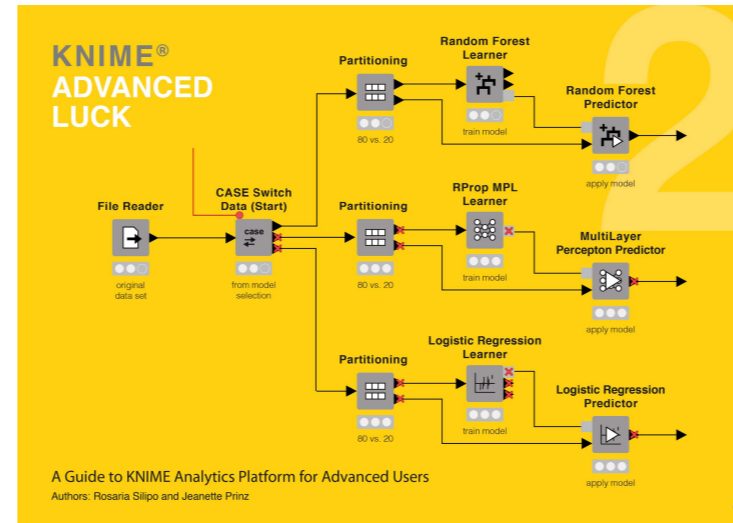 KNIME®
ADVANCED
LUCK
2
Partitioning
80 vs. 20
Random Forest
Learner
train model
Random Forest
Predictor
apply model
File Reader
original
data set
CASE Switch
Data (Start)
case
from model
selection
Partitioning
80 vs. 20
RProp MPL
Learner
train model
MultiLayer
Percepton Predictor
apply model
Partitioning
80 vs. 20
Logistic Regression
Learner
train model
Logistic Regression
Predictor
apply model
A Guide to KNIME Analytics Platform for Advanced Users
Authors: Rosaria Silipo and Jeanette Prinz